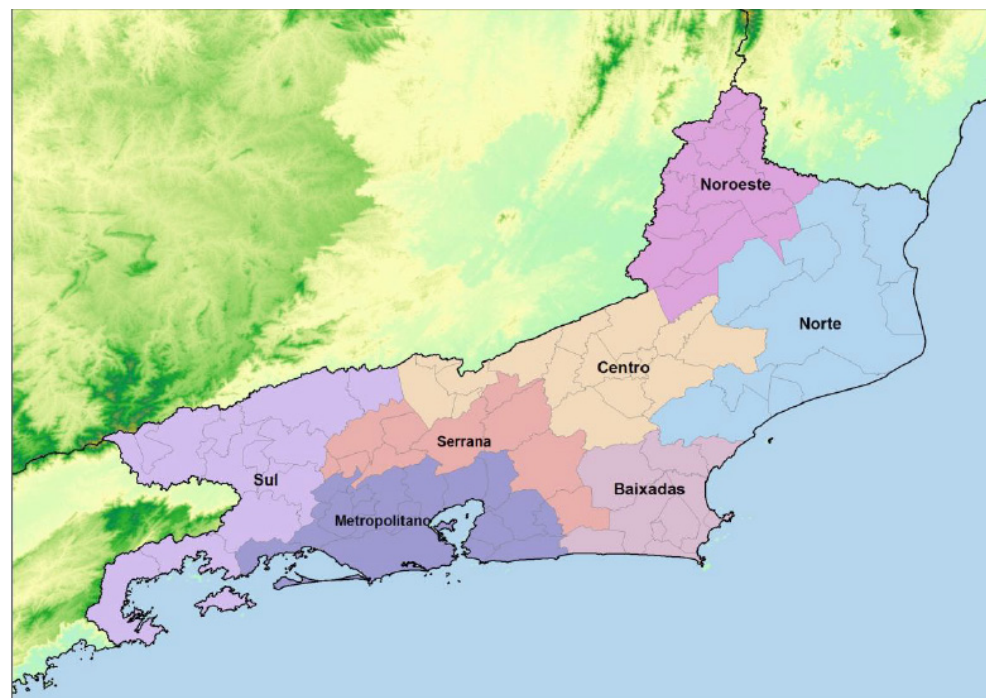 Noroeste
Norte
Centro
Serrana
Sul
Baixadas
Metropolitano